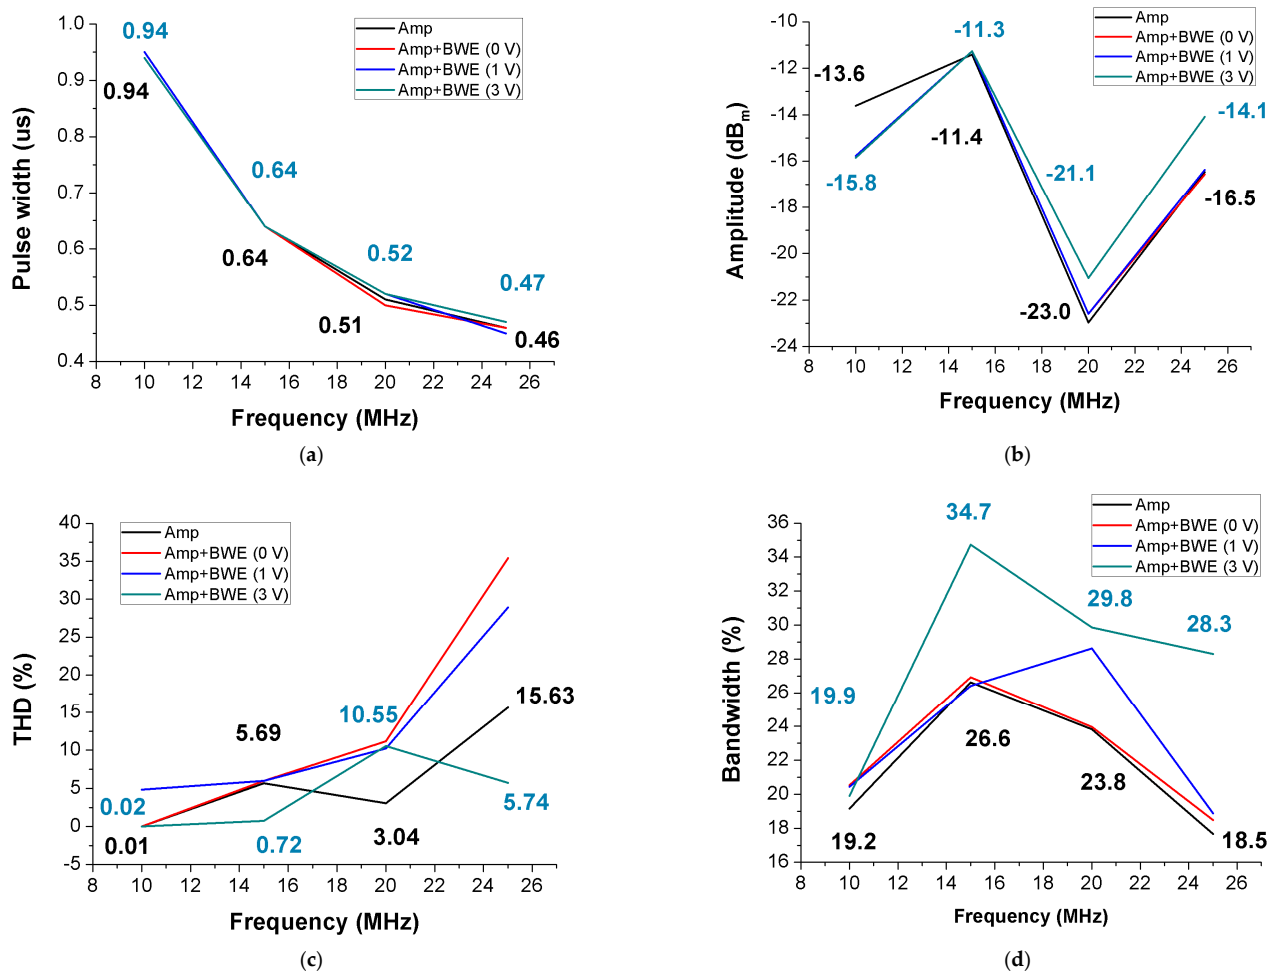 1.0
0.9
0.8
0.7
0.6
0.5
0.4
8 10 12 14 16 18 20 22 24 26
Pulse width (us)
Frequency (MHz)
Amp
Amp+BWE (0 V)
Amp+BWE (1 V)
Amp+BWE (3 V)
0.94
0.94
0.64
0.64
0.52
0.51
0.47
0.46
(a)
-10
-12
-14
-16
-18
-20
-22
-24
8 10 12 14 16 18 20 22 24 26
Amplitude (dBm)
Frequency (MHz)
Amp
Amp+BWE (0 V)
Amp+BWE (1 V)
Amp+BWE (3 V)
-11.3
-13.6
-14.1
-11.4
-15.8
-21.1
-16.5
-23.0
(b)
40
35
30
25
20
15
10
5
0
-5
8 10 12 14 16 18 20 22 24 26
THD (%)
Frequency (MHz)
Amp
Amp+BWE (0 V)
Amp+BWE (1 V)
Amp+BWE (3 V)
15.63
10.55
5.69
0.02
5.74
0.01
0.72
3.04
(c)
36
34
32
30
28
26
24
22
20
18
16
8 10 12 14 16 18 20 22 24 26
Bandwidth (%)
Frequency (MHz)
Amp
Amp+BWE (0 V)
Amp+BWE (1 V)
Amp+BWE (3 V)
34.7
29.8
28.3
19.9
26.6
23.8
19.2
18.5
(d)